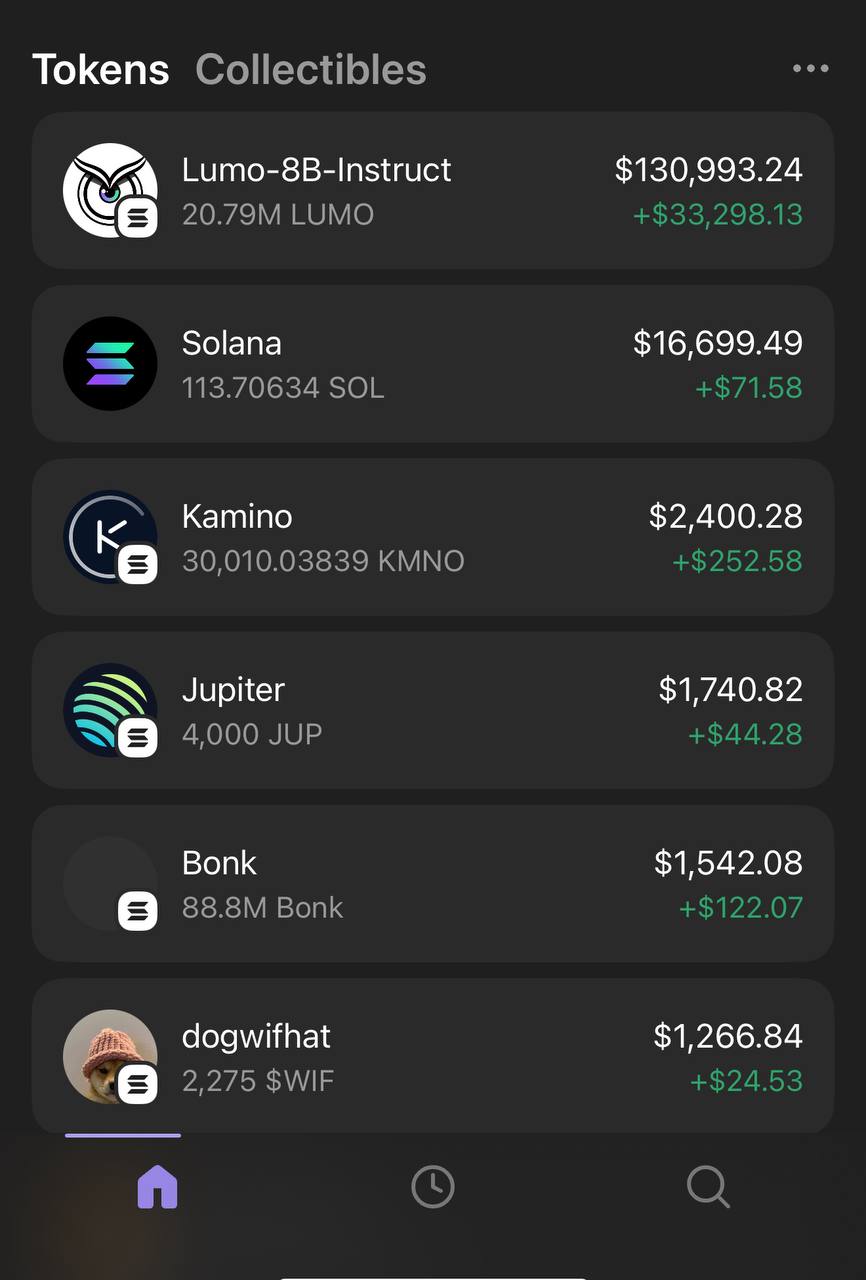 Tokens Collectibles
Lumo-8B-Instruct $130,993.24
20.79M LUMO +$33,298.13
Solana $16,699.49
113.70634 SOL +$71.58
Kamino $2,400.28
30,010.03839 KMNO +$252.58
Jupiter $1,740.82
4,000 JUP +$44.28
Bonk $1,542.08
88.8M Bonk +$122.07
dogwifhat $1,266.84
2,275 $WIF +$24.53